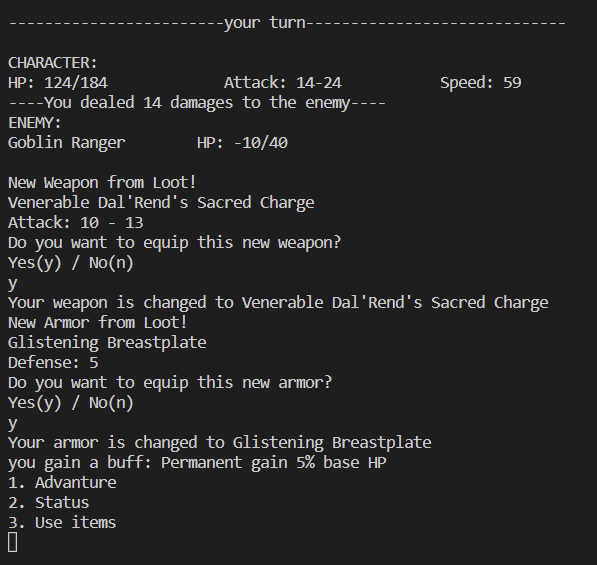 ------------------------your turn-----------------------------
CHARACTER:
HP: 124/184 Attack: 14-24 Speed: 59
----You dealed 14 damages to the enemy----
ENEMY:
Goblin Ranger HP: -10/40
New Weapon from Loot!
Venerable Dal'Rend's Sacred Charge
Attack: 10 - 13
Do you want to equip this new weapon?
Yes(y) / No(n)
y
Your weapon is changed to Venerable Dal'Rend's Sacred Charge
New Armor from Loot!
Glistening Breastplate
Defense: 5
Do you want to equip this new armor?
Yes(y) / No(n)
y
Your armor is changed to Glistening Breastplate
you gain a buff: Permanent gain 5% base HP
1. Advanture
2. Status
3. Use items